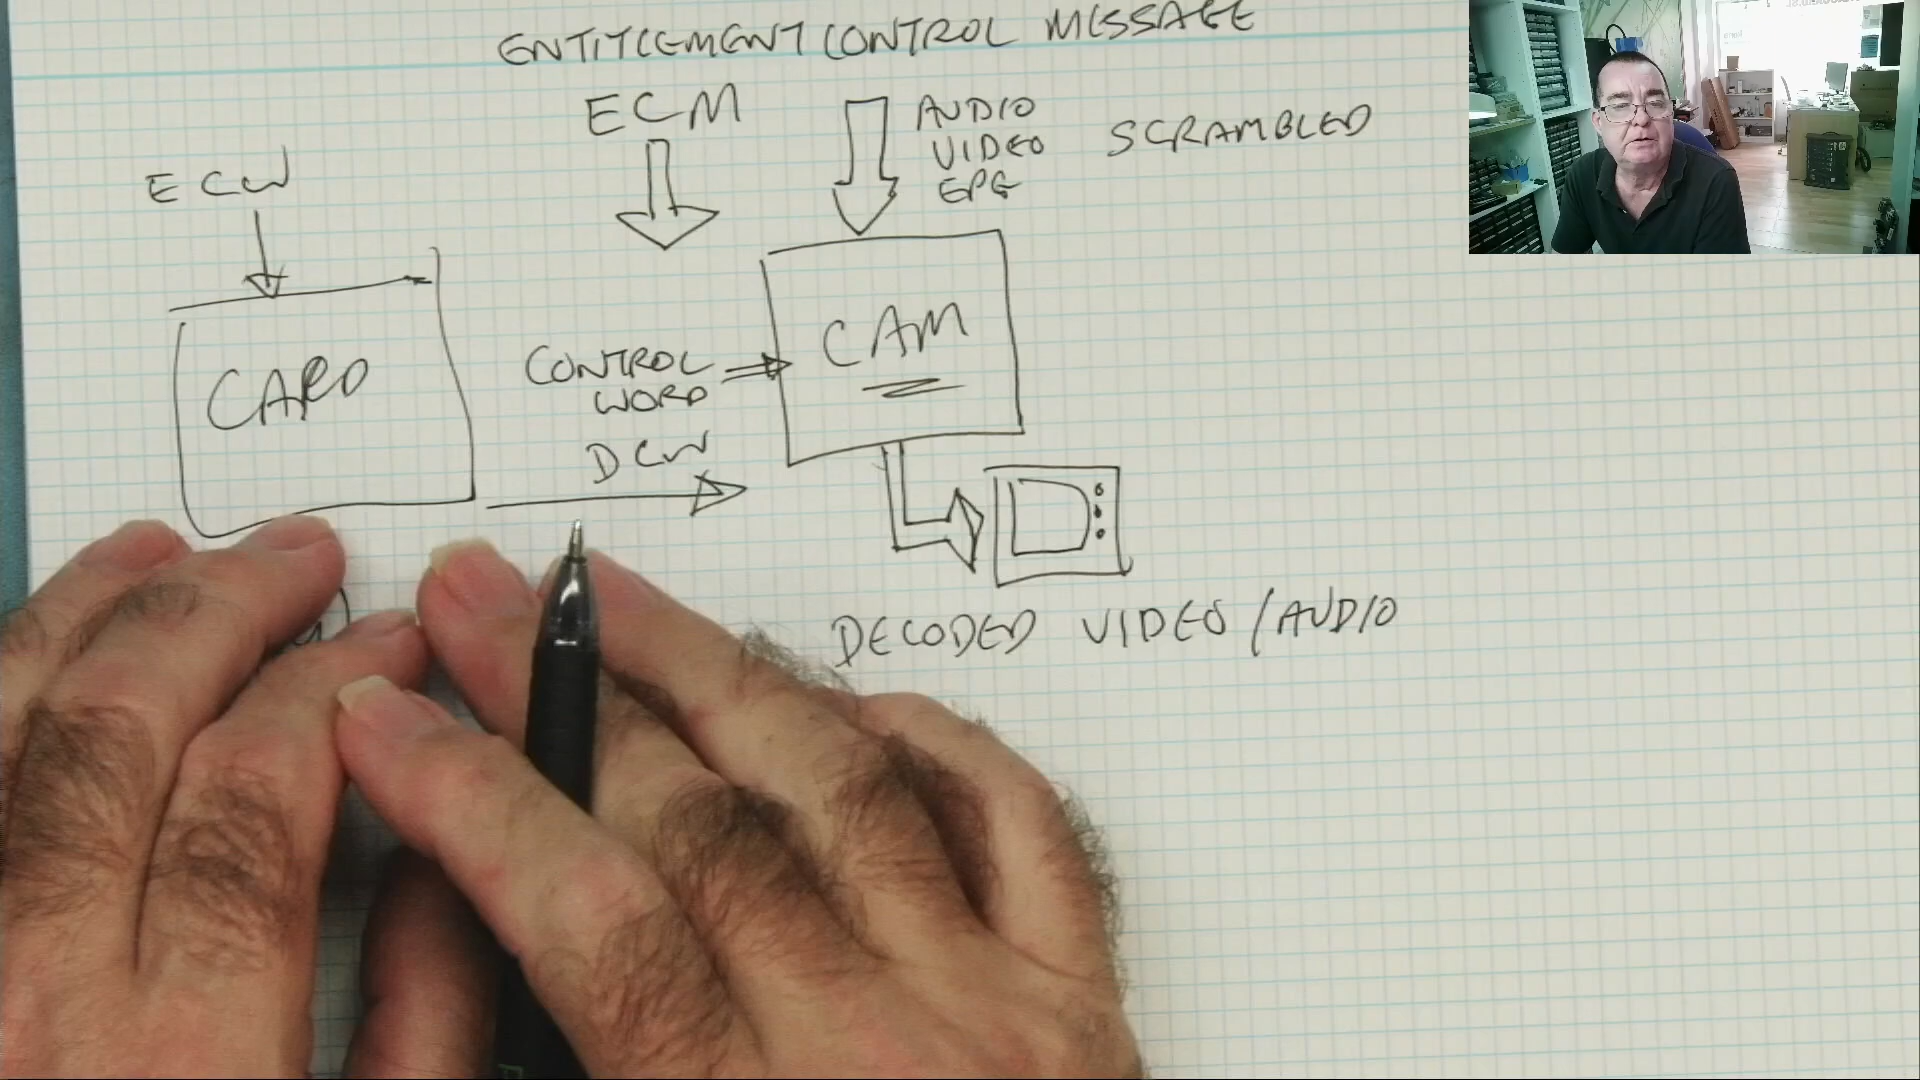 ENTITLEMENT CONTROL MESSAGE
ECM
AUDIO
VIDEO
EPG
SCRAMBLED
ECW
CARD
CONTROL
WORD
DCW
CAM
DECODED VIDEO / AUDIO